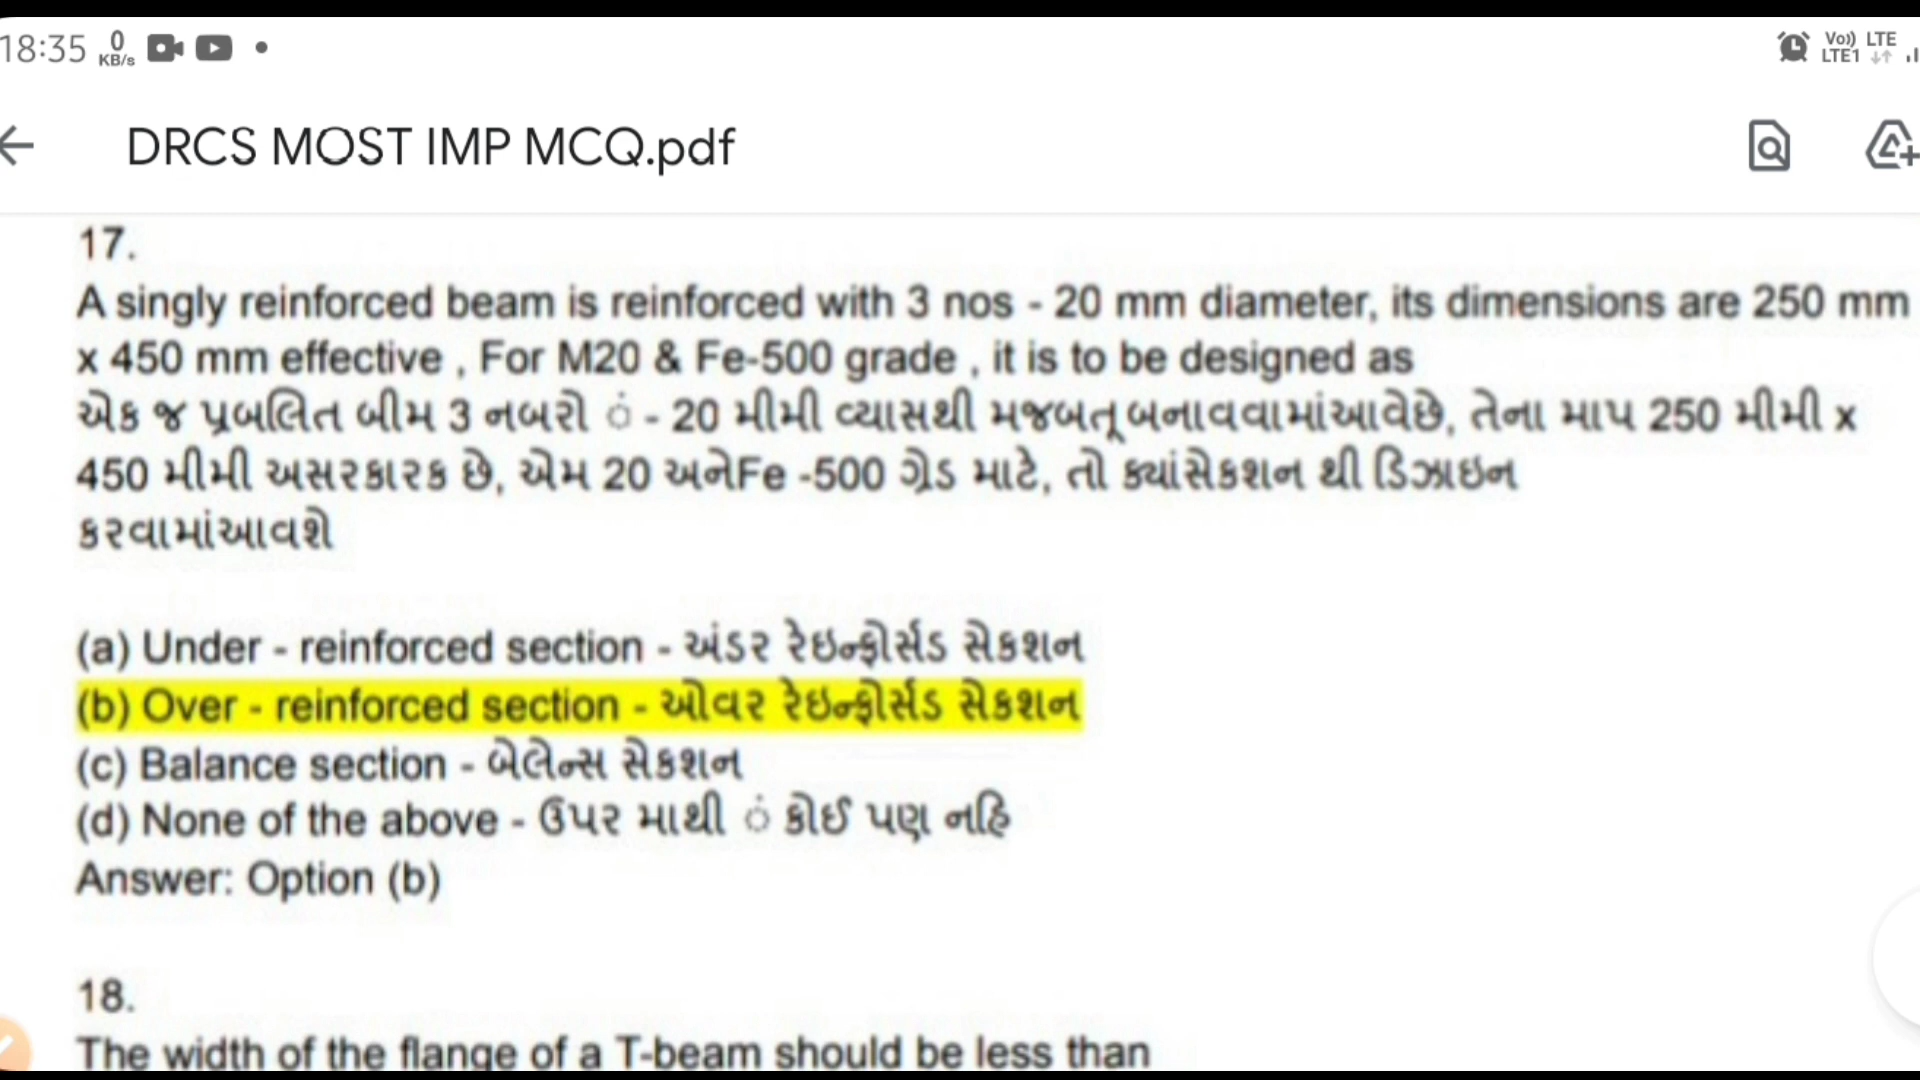 18:35 0 KB/s Vo)) LTE LTE1
DRCS MOST IMP MCQ.pdf
17.
A singly reinforced beam is reinforced with 3 nos - 20 mm diameter, its dimensions are 250 mm
x 450 mm effective , For M20 & Fe-500 grade , it is to be designed as
એક જ પ્રબલિત બીમ 3 નબરો ં - 20 મીમી વ્યાસથી મજબતૂ બનાવવામાંઆવેછે, તેના માપ 250 મીમી x
450 મીમી અસરકારક છે, એમ 20 અનેFe -500 ગ્રેડ માટે, તો ક્યાંસેકશન થી ડિઝાઇન
કરવામાંઆવશે
(a) Under - reinforced section - અંડર રેઇન્ફોર્સડ સેકશન
(b) Over - reinforced section - ઓવર રેઇન્ફોર્સડ સેકશન
(c) Balance section - બેલેન્સ સેકશન
(d) None of the above - ઉપર માથી ં કોઈ પણ નહિ
Answer: Option (b)
18.
The width of the flange of a T-beam should be less than